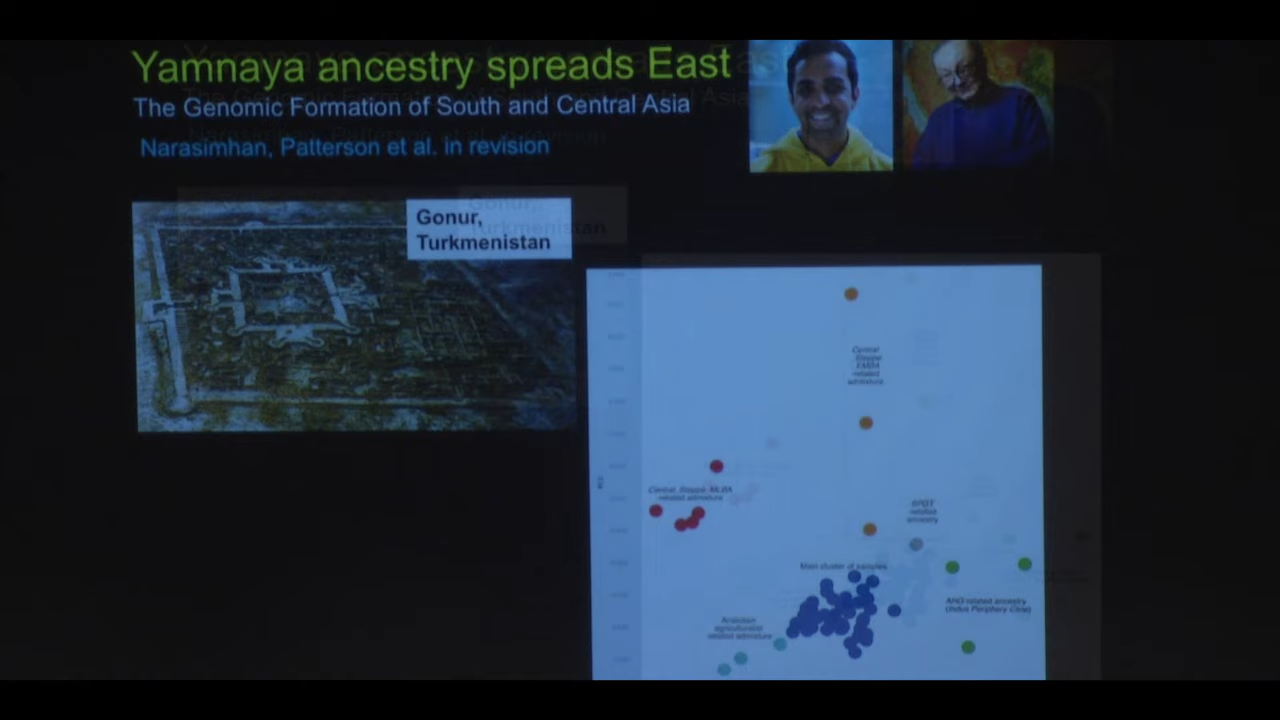 Yamnaya ancestry spreads East
The Genomic Formation of South and Central Asia
Narasimhan, Patterson et al. in revision
Gonur,
Turkmenistan
Central
Steppe
EMBA
related
admixture
Central Steppe MLBA
related admixture
related
ancestry
Main cluster of samples
AHG related ancestry
(Indus Periphery Cline)
Anatolian
agriculturalist
related admixture